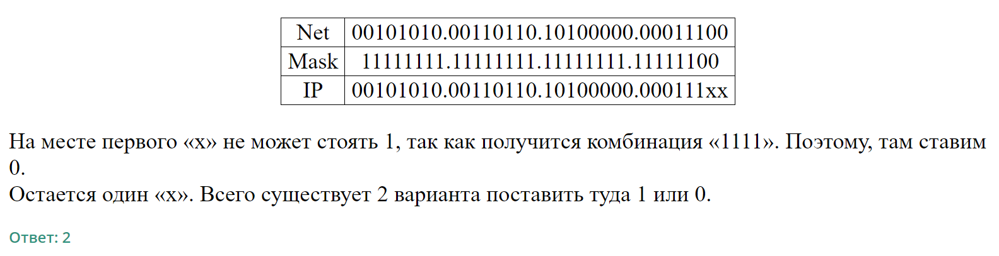 Net 00101010.00110110.10100000.00011100
Mask 11111111.11111111.11111111.11111100
IP 00101010.00110110.10100000.000111xx
На месте первого «x» не может стоять 1, так как получится комбинация «1111». Поэтому, там ставим
0.
Остается один «x». Всего существует 2 варианта поставить туда 1 или 0.
Ответ: 2